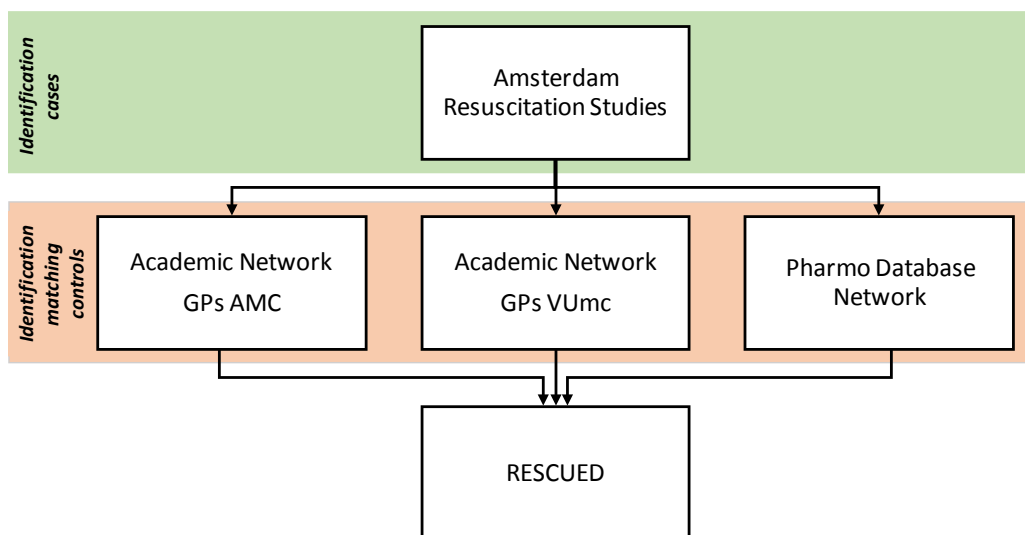 Identification
cases
Amsterdam
Resuscitation Studies
Identification
matching
controls
Academic Network
GPs AMC
Academic Network
GPs VUmc
Pharmo Database
Network
RESCUED